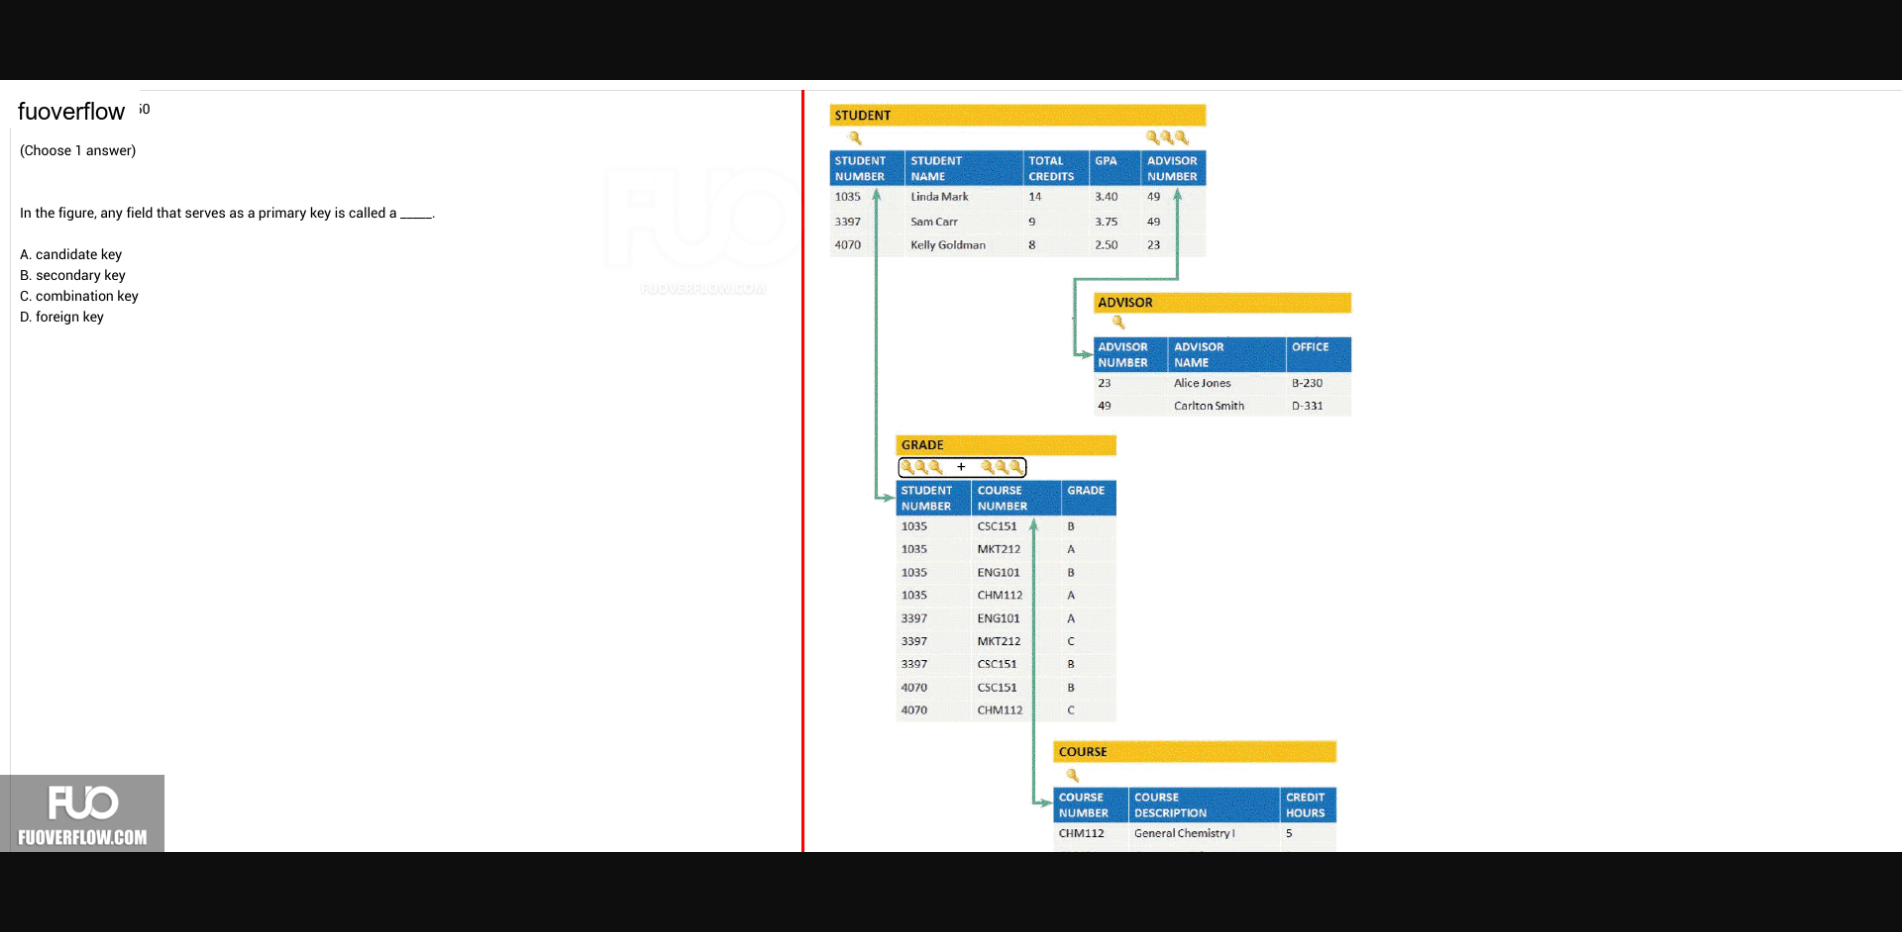 fuoverflow
60
(Choose 1 answer)
In the figure, any field that serves as a primary key is called a _____.
A. candidate key
B. secondary key
C. combination key
D. foreign key
FUO
FUOVERFLOW.COM
FUO
FUOVERFLOW.COM
STUDENT
STUDENT NUMBER STUDENT NAME TOTAL CREDITS GPA ADVISOR NUMBER
1035 Linda Mark 14 3.40 49
3397 Sam Carr 9 3.75 49
4070 Kelly Goldman 8 2.50 23
ADVISOR
ADVISOR NUMBER ADVISOR NAME OFFICE
23 Alice Jones B-230
49 Carlton Smith D-331
GRADE
+
STUDENT NUMBER COURSE NUMBER GRADE
1035 CSC151 B
1035 MKT212 A
1035 ENG101 B
1035 CHM112 A
3397 ENG101 A
3397 MKT212 C
3397 CSC151 B
4070 CSC151 B
4070 CHM112 C
COURSE
COURSE NUMBER COURSE DESCRIPTION CREDIT HOURS
CHM112 General Chemistry I 5